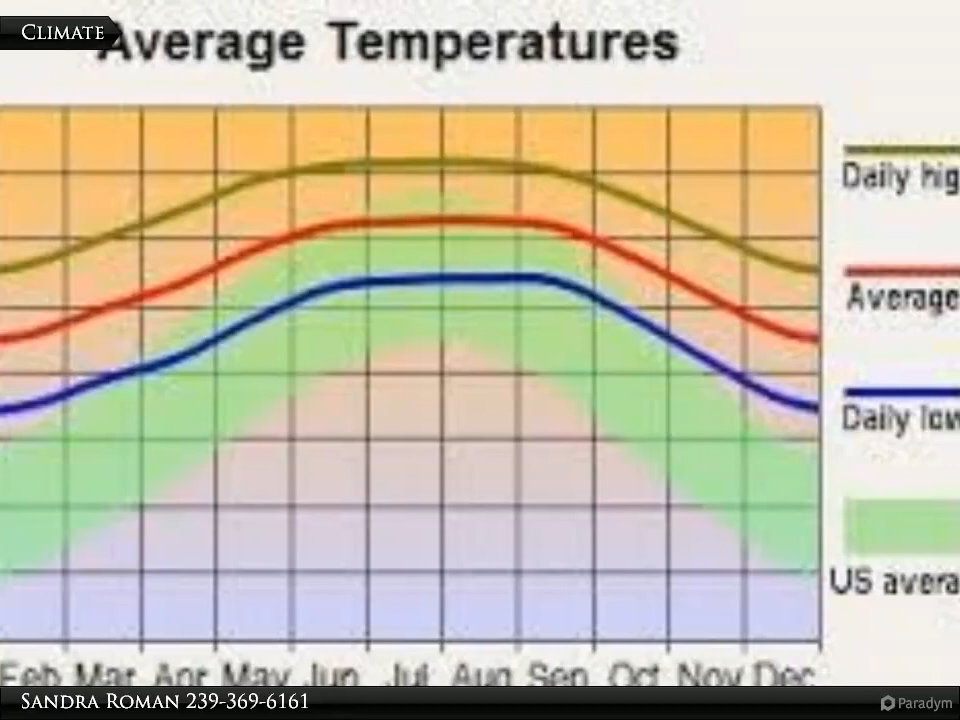 CLIMATE
Average Temperatures
Daily hig
Average
Daily low
US avera
Feb Mar Apr May Jun Jul Aug Sep Oct Nov Dec
SANDRA ROMAN 239-369-6161
Paradym